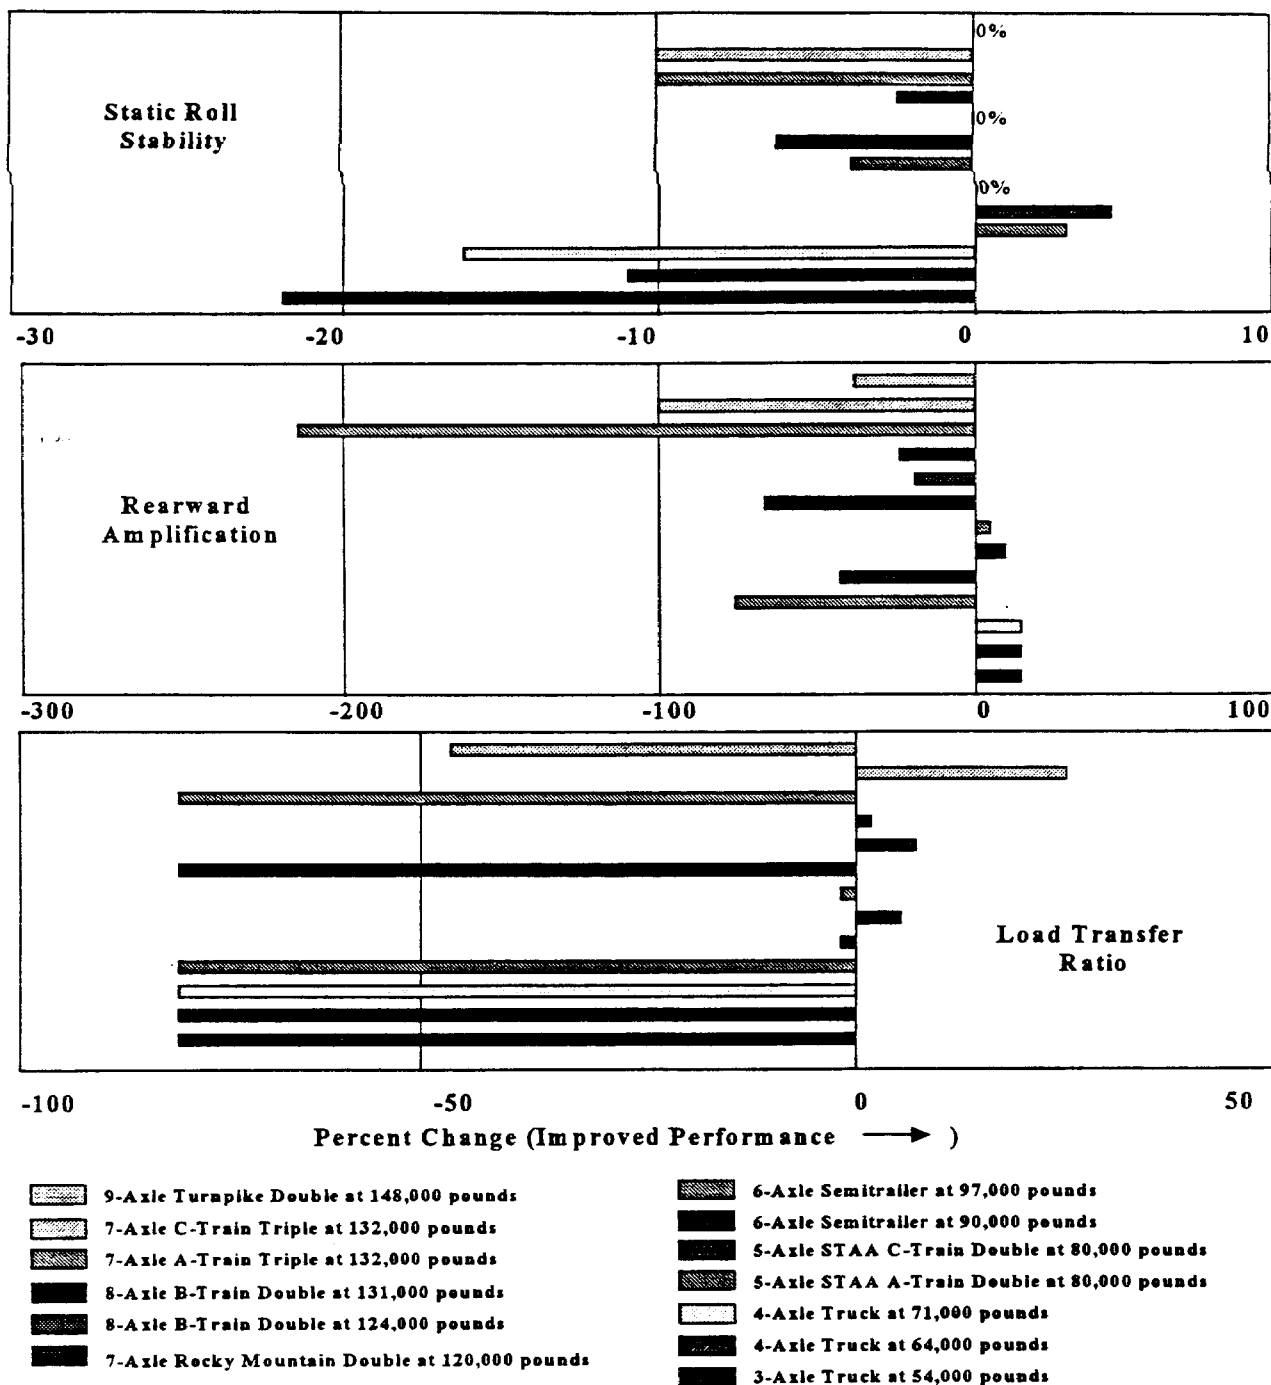 0%
Static Roll
Stability
0%
0%
-30 -20 -10 0 10
Rearward
Amplification
-300 -200 -100 0 100
Load Transfer
Ratio
-100 -50 0 50
Percent Change (Improved Performance → )
9-Axle Turnpike Double at 148,000 pounds
7-Axle C-Train Triple at 132,000 pounds
7-Axle A-Train Triple at 132,000 pounds
8-Axle B-Train Double at 131,000 pounds
8-Axle B-Train Double at 124,000 pounds
7-Axle Rocky Mountain Double at 120,000 pounds
6-Axle Semitrailer at 97,000 pounds
6-Axle Semitrailer at 90,000 pounds
5-Axle STAA C-Train Double at 80,000 pounds
5-Axle STAA A-Train Double at 80,000 pounds
4-Axle Truck at 71,000 pounds
4-Axle Truck at 64,000 pounds
3-Axle Truck at 54,000 pounds